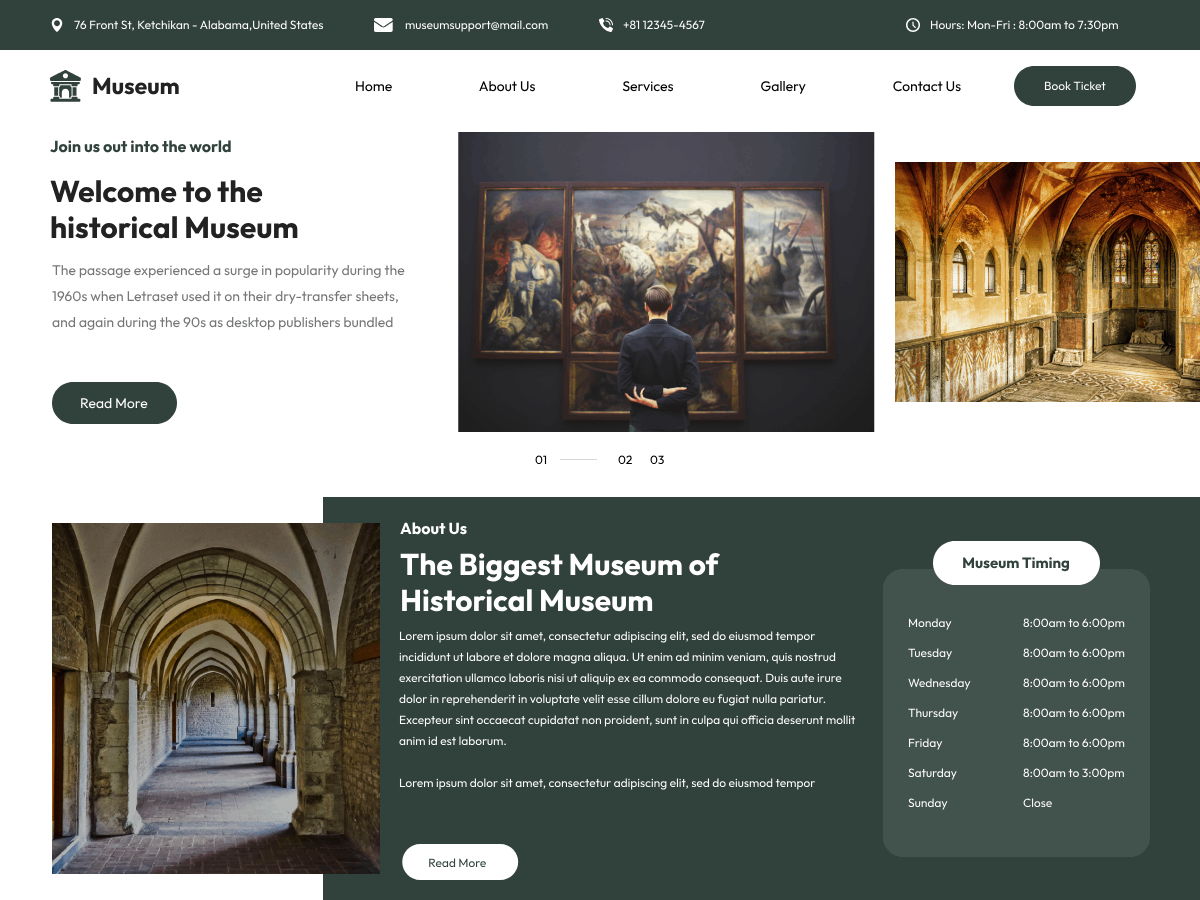 76 Front St, Ketchikan - Alabama,United States
museumsupport@mail.com
+81 12345-4567
Hours: Mon-Fri : 8:00am to 7:30pm
Museum
Home
About Us
Services
Gallery
Contact Us
Book Ticket
Join us out into the world
Welcome to the
historical Museum
The passage experienced a surge in popularity during the
1960s when Letraset used it on their dry-transfer sheets,
and again during the 90s as desktop publishers bundled
Read More
01
02
03
About Us
The Biggest Museum of
Historical Museum
Lorem ipsum dolor sit amet, consectetur adipiscing elit, sed do eiusmod tempor
incididunt ut labore et dolore magna aliqua. Ut enim ad minim veniam, quis nostrud
exercitation ullamco laboris nisi ut aliquip ex ea commodo consequat. Duis aute irure
dolor in reprehenderit in voluptate velit esse cillum dolore eu fugiat nulla pariatur.
Excepteur sint occaecat cupidatat non proident, sunt in culpa qui officia deserunt mollit
anim id est laborum.
Lorem ipsum dolor sit amet, consectetur adipiscing elit, sed do eiusmod tempor
Read More
Museum Timing
Monday 8:00am to 6:00pm
Tuesday 8:00am to 6:00pm
Wednesday 8:00am to 6:00pm
Thursday 8:00am to 6:00pm
Friday 8:00am to 6:00pm
Saturday 8:00am to 3:00pm
Sunday Close